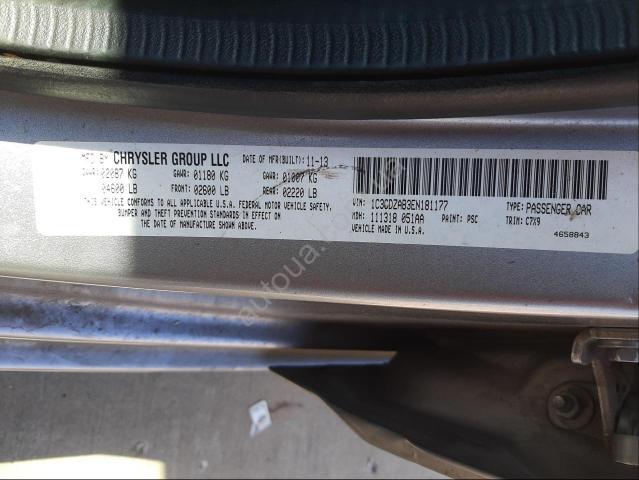 MFD BY CHRYSLER GROUP LLC DATE OF MFR(BUILT): 11-13
GVWR: 02087 KG GAWR: 01180 KG GAWR: 01007 KG
04600 LB FRONT: 02600 LB REAR: 02220 LB
THIS VEHICLE CONFORMS TO ALL APPLICABLE U.S.A. FEDERAL MOTOR VEHICLE SAFETY,
BUMPER AND THEFT PREVENTION STANDARDS IN EFFECT ON THE DATE OF
MANUFACTURE SHOWN ABOVE.
VIN: 1C3CDZAB3EN181177 TYPE: PASSENGER CAR
MDH: 111318 051AA PAINT: PSC TRIM: C7X9
VEHICLE MADE IN U.S.A. 4658843